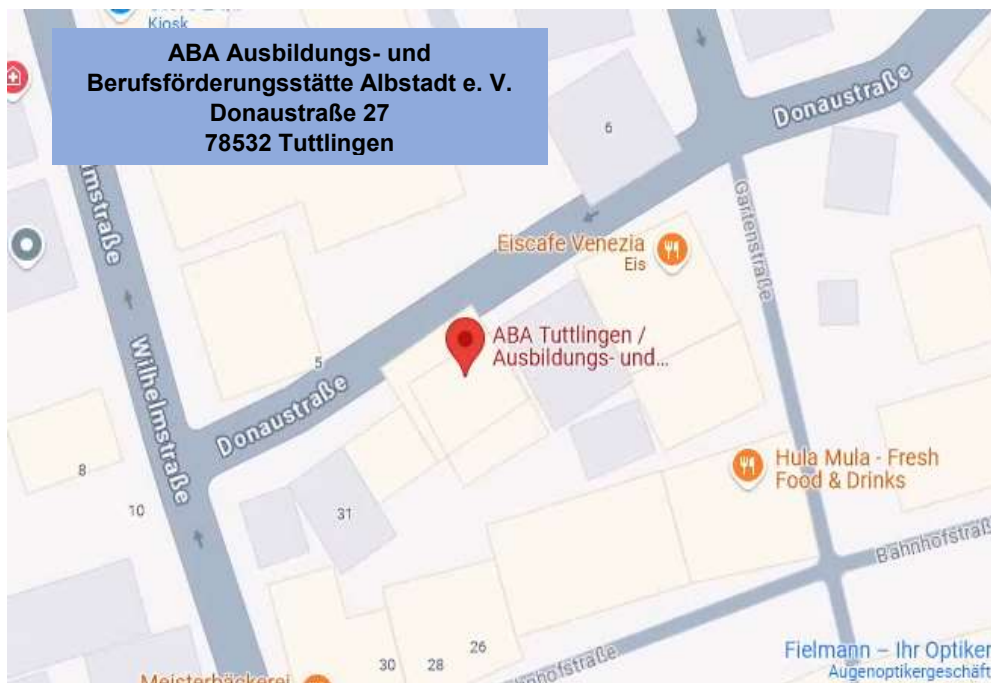 Kiosk
ABA Ausbildungs- und
Berufsförderungsstätte Albstadt e. V.
Donaustraße 27
78532 Tuttlingen
Donaustraße
6
Gartenstraße
Eiscafe Venezia
Eis
ABA Tuttlingen /
Ausbildungs- und...
5
Donaustraße
Wilhelmstraße
8
10
31
Hula Mula - Fresh
Food & Drinks
26
28
30
Fielmann – Ihr Optiker
Augenoptikergeschäft